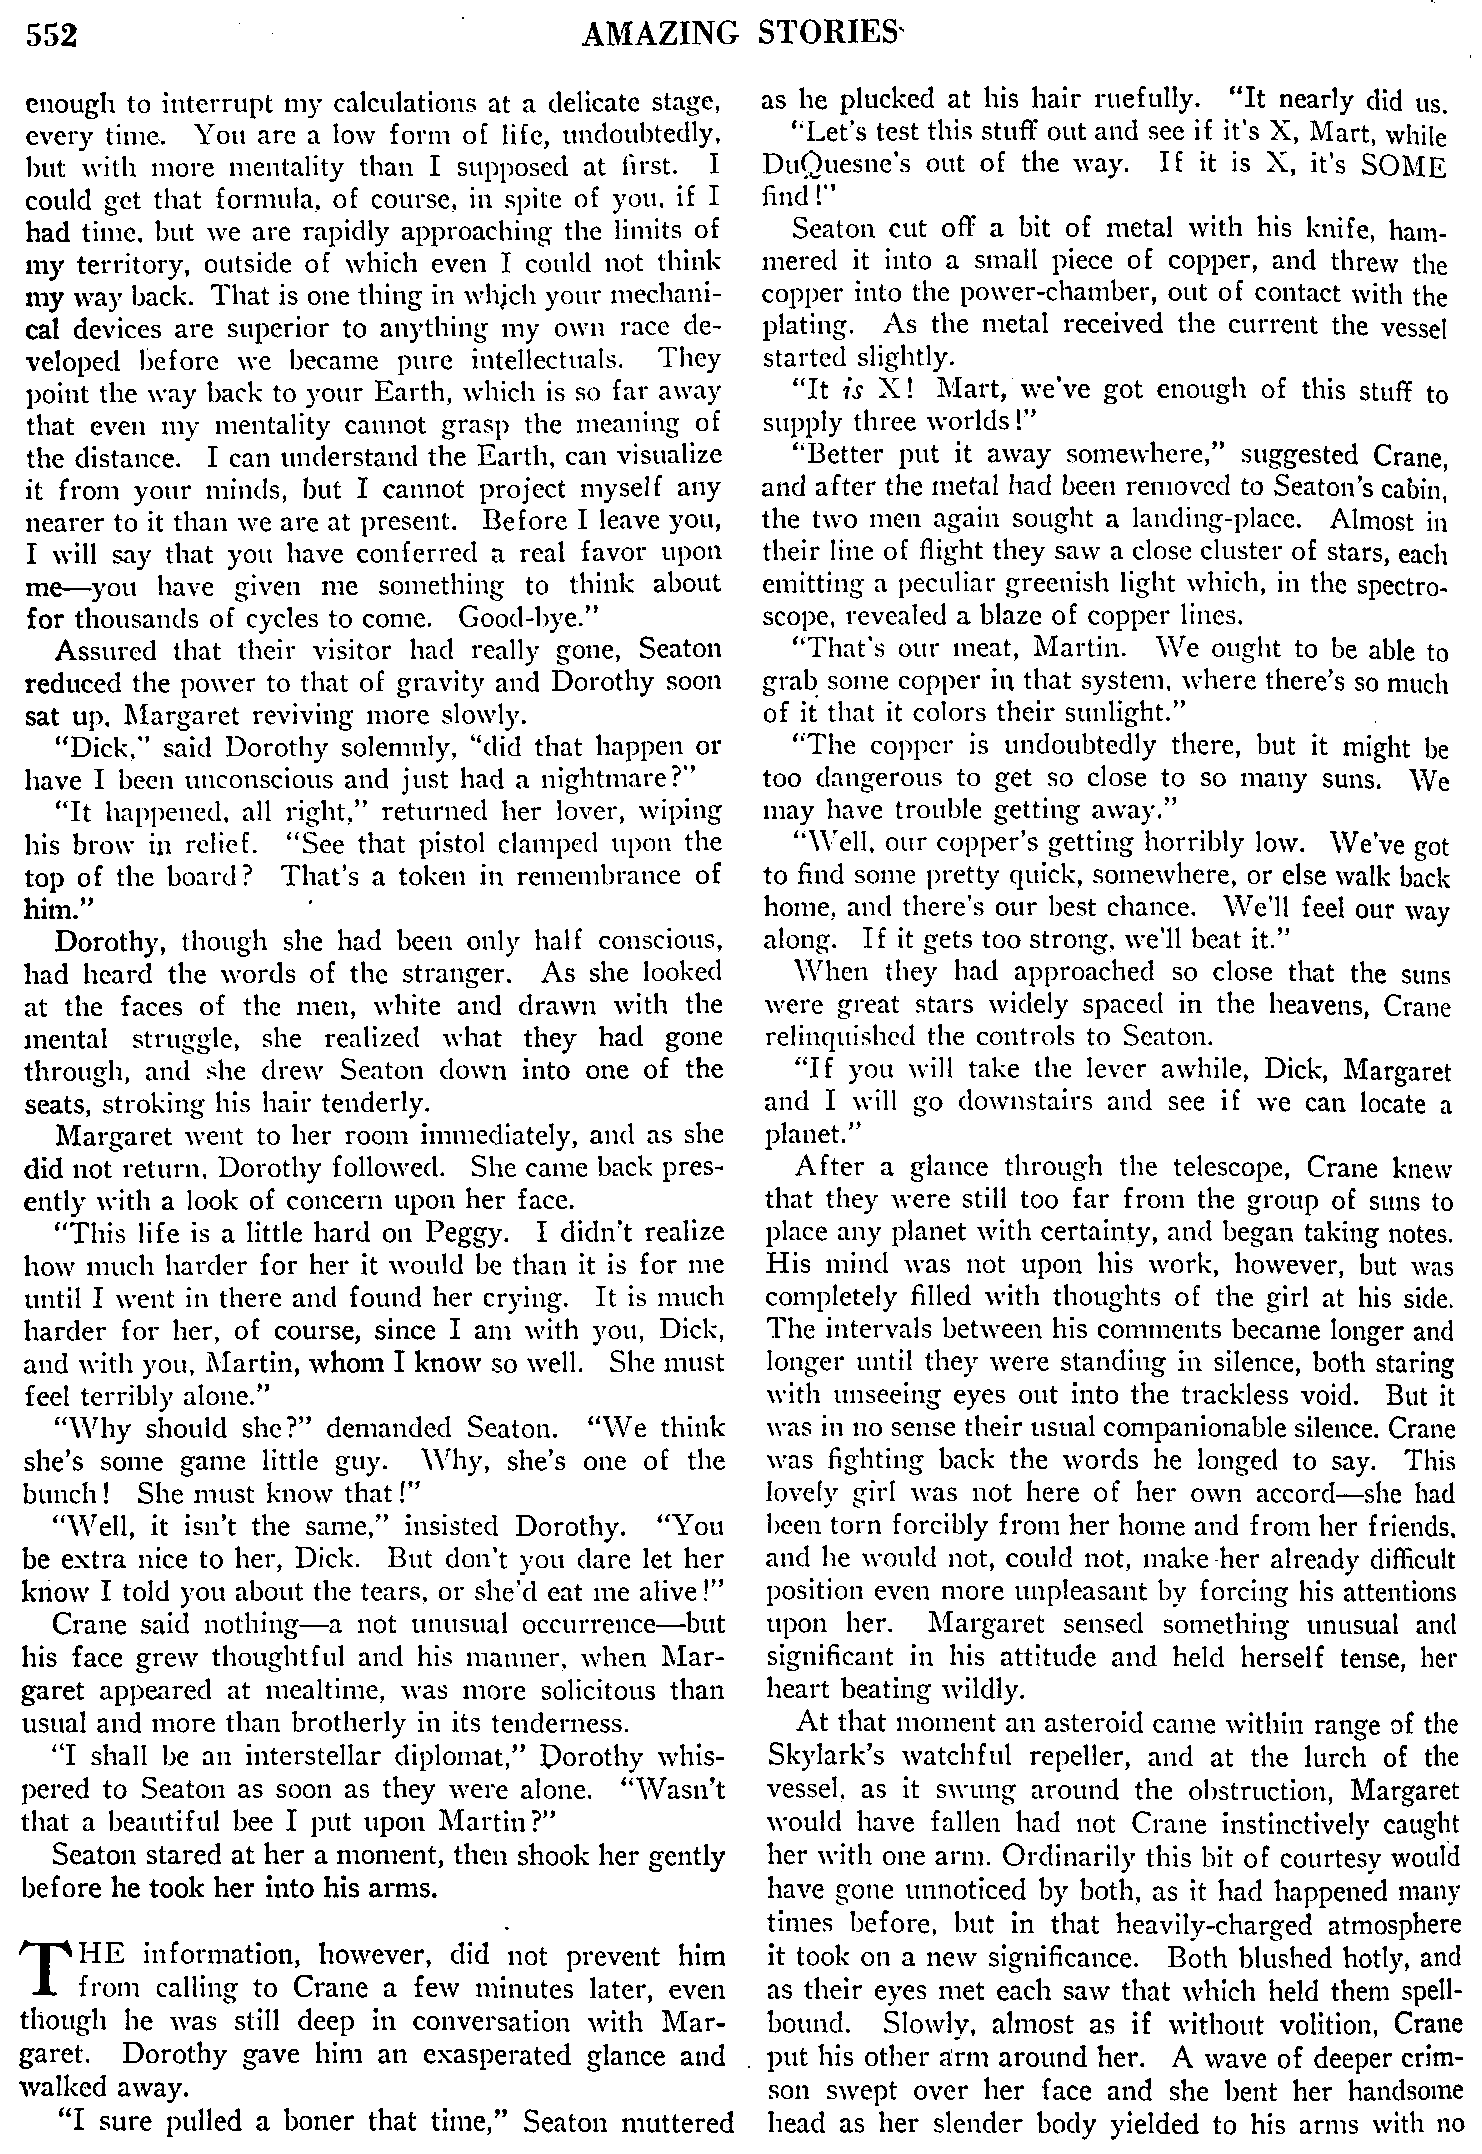 552
AMAZING STORIES
enough to interrupt my calculations at a delicate stage,
every time. You are a low form of life, undoubtedly,
but with more mentality than I supposed at first. I
could get that formula, of course, in spite of you, if I
had time, but we are rapidly approaching the limits of
my territory, outside of which even I could not think
my way back. That is one thing in which your mechani-
cal devices are superior to anything my own race de-
veloped before we became pure intellectuals. They
point the way back to your Earth, which is so far away
that even my mentality cannot grasp the meaning of
the distance. I can understand the Earth, can visualize
it from your minds, but I cannot project myself any
nearer to it than we are at present. Before I leave you,
I will say that you have conferred a real favor upon
me—you have given me something to think about
for thousands of cycles to come. Good-bye."
Assured that their visitor had really gone, Seaton
reduced the power to that of gravity and Dorothy soon
sat up, Margaret reviving more slowly.
"Dick," said Dorothy solemnly, "did that happen or
have I been unconscious and just had a nightmare?"
"It happened, all right," returned her lover, wiping
his brow in relief. "See that pistol clamped upon the
top of the board? That's a token in remembrance of
him."
Dorothy, though she had been only half conscious,
had heard the words of the stranger. As she looked
at the faces of the men, white and drawn with the
mental struggle, she realized what they had gone
through, and she drew Seaton down into one of the
seats, stroking his hair tenderly.
Margaret went to her room immediately, and as she
did not return, Dorothy followed. She came back pres-
ently with a look of concern upon her face.
"This life is a little hard on Peggy. I didn't realize
how much harder for her it would be than it is for me
until I went in there and found her crying. It is much
harder for her, of course, since I am with you, Dick,
and with you, Martin, whom I know so well. She must
feel terribly alone."
"Why should she?" demanded Seaton. "We think
she's some game little guy. Why, she's one of the
bunch! She must know that!"
"Well, it isn't the same," insisted Dorothy. "You
be extra nice to her, Dick. But don't you dare let her
know I told you about the tears, or she'd eat me alive!"
Crane said nothing—a not unusual occurrence—but
his face grew thoughtful and his manner, when Mar-
garet appeared at mealtime, was more solicitous than
usual and more than brotherly in its tenderness.
"I shall be an interstellar diplomat," Dorothy whis-
pered to Seaton as soon as they were alone. "Wasn't
that a beautiful bee I put upon Martin?"
Seaton stared at her a moment, then shook her gently
before he took her into his arms.
THE information, however, did not prevent him
from calling to Crane a few minutes later, even
though he was still deep in conversation with Mar-
garet. Dorothy gave him an exasperated glance and
walked away.
"I sure pulled a boner that time," Seaton muttered
as he plucked at his hair ruefully. "It nearly did us.
"Let's test this stuff out and see if it's X, Mart, while
DuQuesne's out of the way. If it is X, it's SOME
find!"
Seaton cut off a bit of metal with his knife, ham-
mered it into a small piece of copper, and threw the
copper into the power-chamber, out of contact with the
plating. As the metal received the current the vessel
started slightly.
"It is X! Mart, we've got enough of this stuff to
supply three worlds!"
"Better put it away somewhere," suggested Crane,
and after the metal had been removed to Seaton's cabin,
the two men again sought a landing-place. Almost in
their line of flight they saw a close cluster of stars, each
emitting a peculiar greenish light which, in the spectro-
scope, revealed a blaze of copper lines.
"That's our meat, Martin. We ought to be able to
grab some copper in that system, where there's so much
of it that it colors their sunlight."
"The copper is undoubtedly there, but it might be
too dangerous to get so close to so many suns. We
may have trouble getting away."
"Well, our copper's getting horribly low. We've got
to find some pretty quick, somewhere, or else walk back
home, and there's our best chance. We'll feel our way
along. If it gets too strong, we'll beat it."
When they had approached so close that the suns
were great stars widely spaced in the heavens, Crane
relinquished the controls to Seaton.
"If you will take the lever awhile, Dick, Margaret
and I will go downstairs and see if we can locate a
planet."
After a glance through the telescope, Crane knew
that they were still too far from the group of suns to
place any planet with certainty, and began taking notes.
His mind was not upon his work, however, but was
completely filled with thoughts of the girl at his side.
The intervals between his comments became longer and
longer until they were standing in silence, both staring
with unseeing eyes out into the trackless void. But it
was in no sense their usual companionable silence. Crane
was fighting back the words he longed to say. This
lovely girl was not here of her own accord—she had
been torn forcibly from her home and from her friends,
and he would not, could not, make her already difficult
position even more unpleasant by forcing his attentions
upon her. Margaret sensed something unusual and
significant in his attitude and held herself tense, her
heart beating wildly.
At that moment an asteroid came within range of the
Skylark's watchful repeller, and at the lurch of the
vessel, as it swung around the obstruction, Margaret
would have fallen had not Crane instinctively caught
her with one arm. Ordinarily this bit of courtesy would
have gone unnoticed by both, as it had happened many
times before, but in that heavily-charged atmosphere
it took on a new significance. Both blushed hotly, and
as their eyes met each saw that which held them spell-
bound. Slowly, almost as if without volition, Crane
put his other arm around her. A wave of deeper crim-
son swept over her face and she bent her handsome
head as her slender body yielded to his arms with no